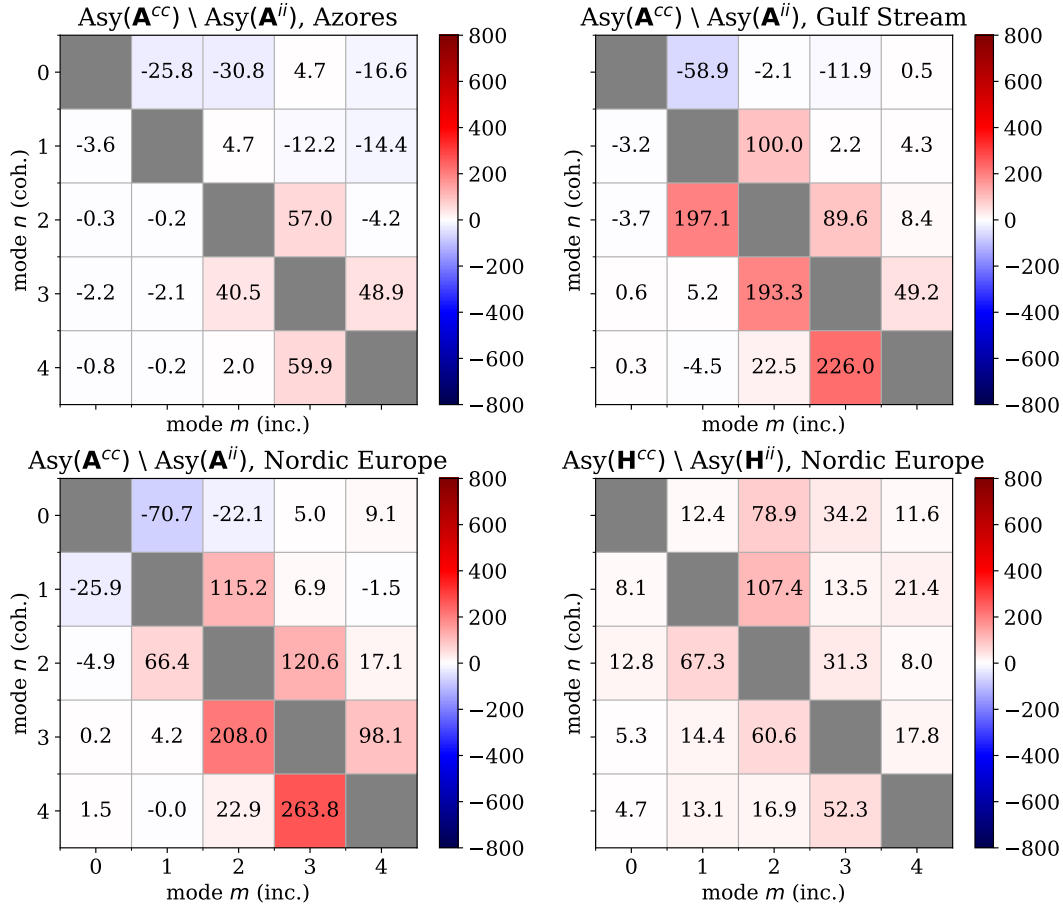 Asy(A^cc) \ Asy(A^ii), Azores
mode n (coh.)
0
-25.8 -30.8 4.7 -16.6
1
-3.6 4.7 -12.2 -14.4
2
-0.3 -0.2 57.0 -4.2
3
-2.2 -2.1 40.5 48.9
4
-0.8 -0.2 2.0 59.9
mode m (inc.)
800
600
400
200
0
−200
−400
−600
−800
Asy(A^cc) \ Asy(A^ii), Gulf Stream
mode n (coh.)
-58.9 -2.1 -11.9 0.5
-3.2 100.0 2.2 4.3
-3.7 197.1 89.6 8.4
0.6 5.2 193.3 49.2
0.3 -4.5 22.5 226.0
mode m (inc.)
800
600
400
200
0
−200
−400
−600
−800
Asy(A^cc) \ Asy(A^ii), Nordic Europe
mode n (coh.)
0
-70.7 -22.1 5.0 9.1
1
-25.9 115.2 6.9 -1.5
2
-4.9 66.4 120.6 17.1
3
0.2 4.2 208.0 98.1
4
1.5 -0.0 22.9 263.8
0 1 2 3 4
mode m (inc.)
800
600
400
200
0
−200
−400
−600
−800
Asy(H^cc) \ Asy(H^ii), Nordic Europe
mode n (coh.)
12.4 78.9 34.2 11.6
8.1 107.4 13.5 21.4
12.8 67.3 31.3 8.0
5.3 14.4 60.6 17.8
4.7 13.1 16.9 52.3
0 1 2 3 4
mode m (inc.)
800
600
400
200
0
−200
−400
−600
−800